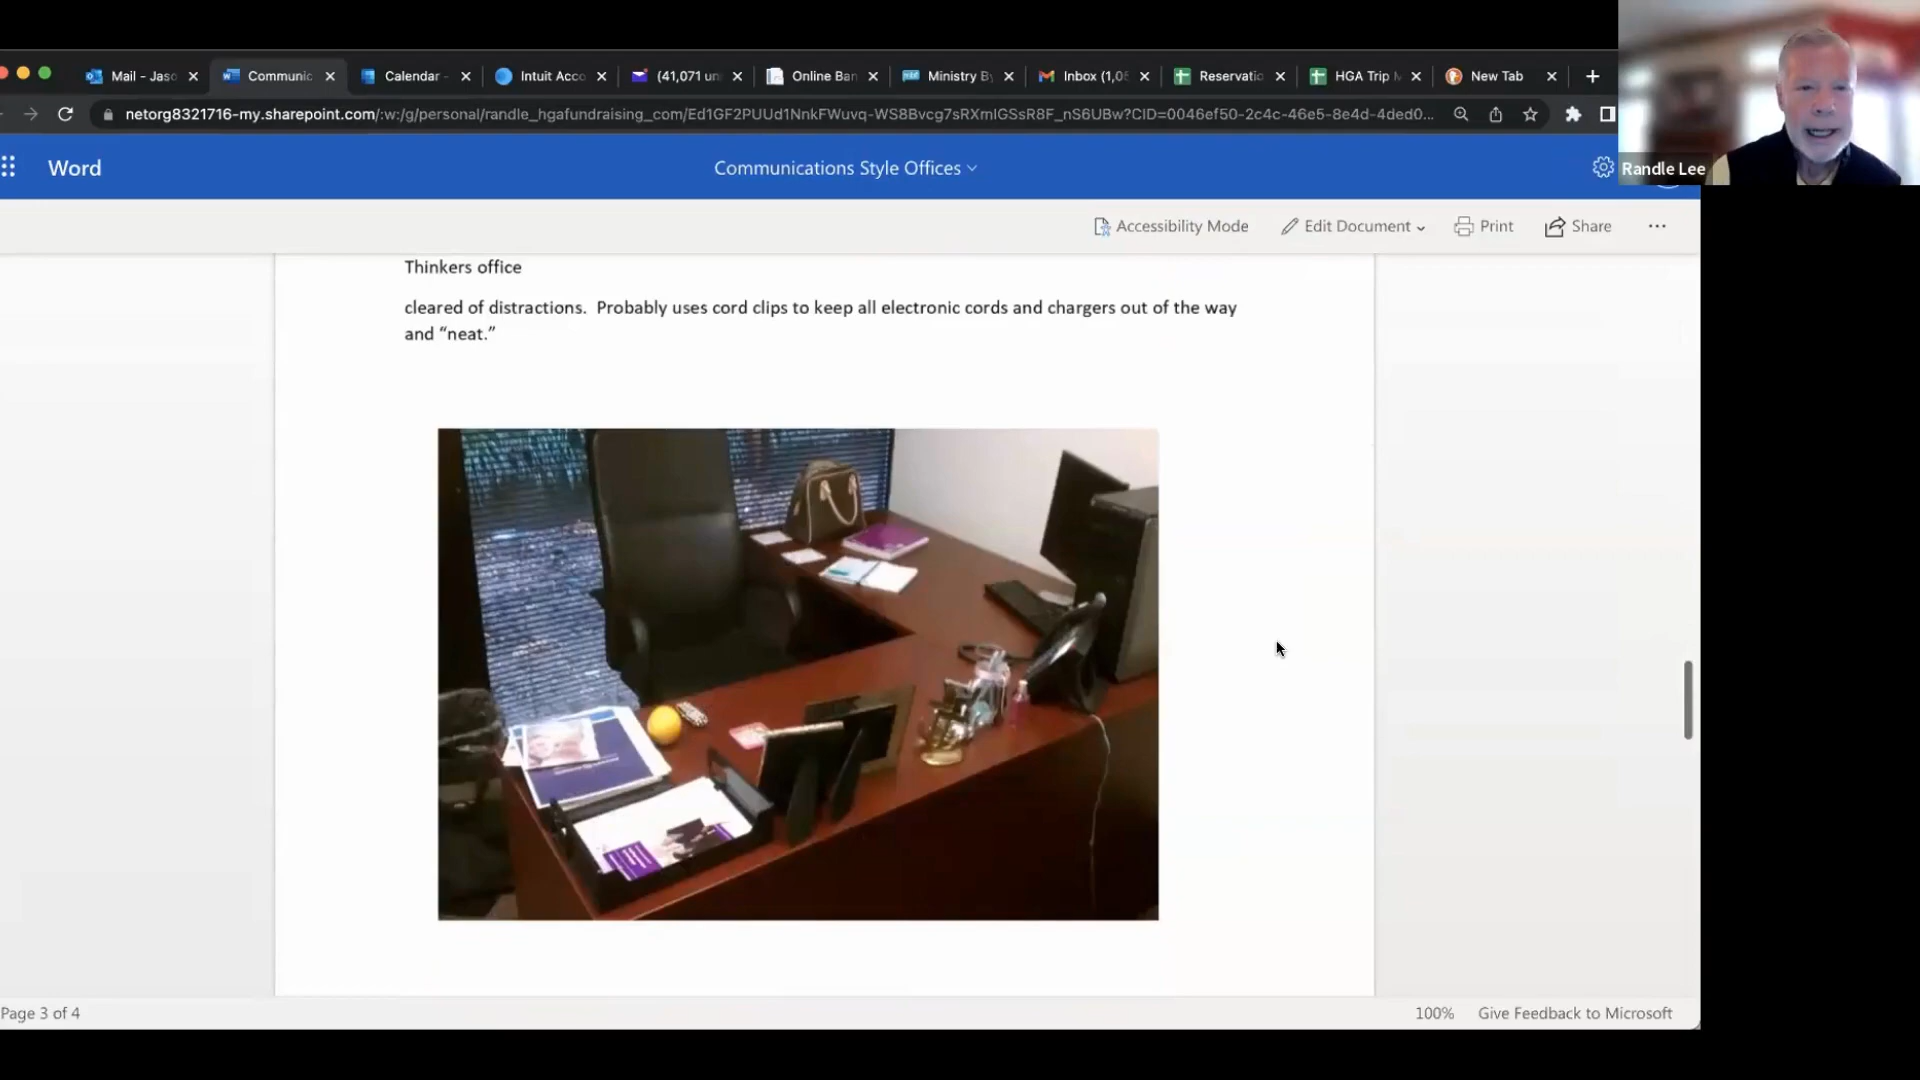 Mail - Jaso
Communic
Calendar -
Intuit Acco
(41,071 un
Online Ban
Ministry By
Inbox (1,05
Reservatio
HGA Trip M
New Tab
netorg8321716-my.sharepoint.com/:w:/g/personal/randle_hgafundraising_com/Ed1GF2PUUd1NnkFWuvq-WS8Bvcg7sRXmIGSsR8F_nS6UBw?CID=0046ef50-2c4c-46e5-8e4d-4ded0...
Word
Communications Style Offices
Randle Lee
Accessibility Mode
Edit Document
Print
Share
Thinkers office
cleared of distractions. Probably uses cord clips to keep all electronic cords and chargers out of the way
and “neat.”
Page 3 of 4
100%
Give Feedback to Microsoft